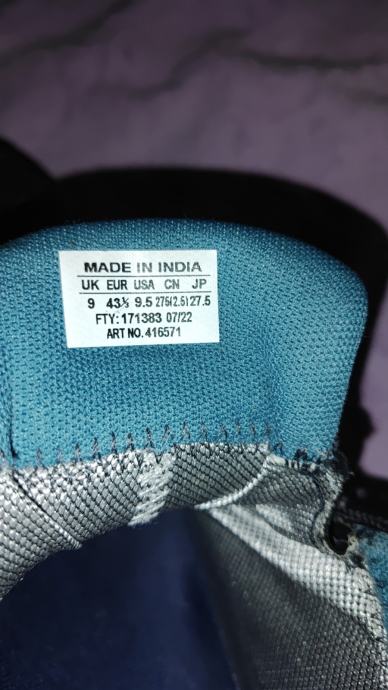 MADE IN INDIA
UK EUR USA CN JP
9 43⅓ 9.5 275(2.5) 27.5
FTY: 171383 07/22
ART NO. 416571